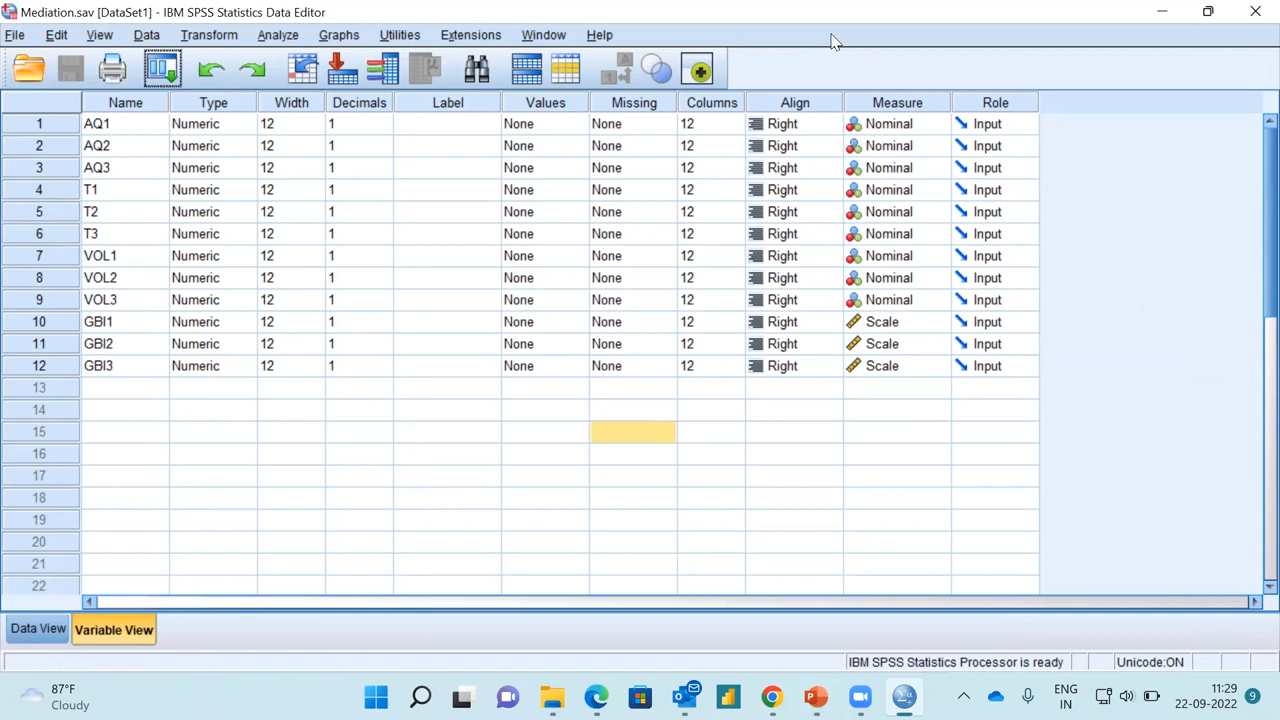 Mediation.sav [DataSet1] - IBM SPSS Statistics Data Editor
File Edit View Data Transform Analyze Graphs Utilities Extensions Window Help
Name Type Width Decimals Label Values Missing Columns Align Measure Role
1 AQ1 Numeric 12 1 None None 12 Right Nominal Input
2 AQ2 Numeric 12 1 None None 12 Right Nominal Input
3 AQ3 Numeric 12 1 None None 12 Right Nominal Input
4 T1 Numeric 12 1 None None 12 Right Nominal Input
5 T2 Numeric 12 1 None None 12 Right Nominal Input
6 T3 Numeric 12 1 None None 12 Right Nominal Input
7 VOL1 Numeric 12 1 None None 12 Right Nominal Input
8 VOL2 Numeric 12 1 None None 12 Right Nominal Input
9 VOL3 Numeric 12 1 None None 12 Right Nominal Input
10 GBI1 Numeric 12 1 None None 12 Right Scale Input
11 GBI2 Numeric 12 1 None None 12 Right Scale Input
12 GBI3 Numeric 12 1 None None 12 Right Scale Input
13
14
15
16
17
18
19
20
21
22
Data View Variable View
IBM SPSS Statistics Processor is ready Unicode:ON
87°F
Cloudy
ENG
IN
11:29
22-09-2022
9